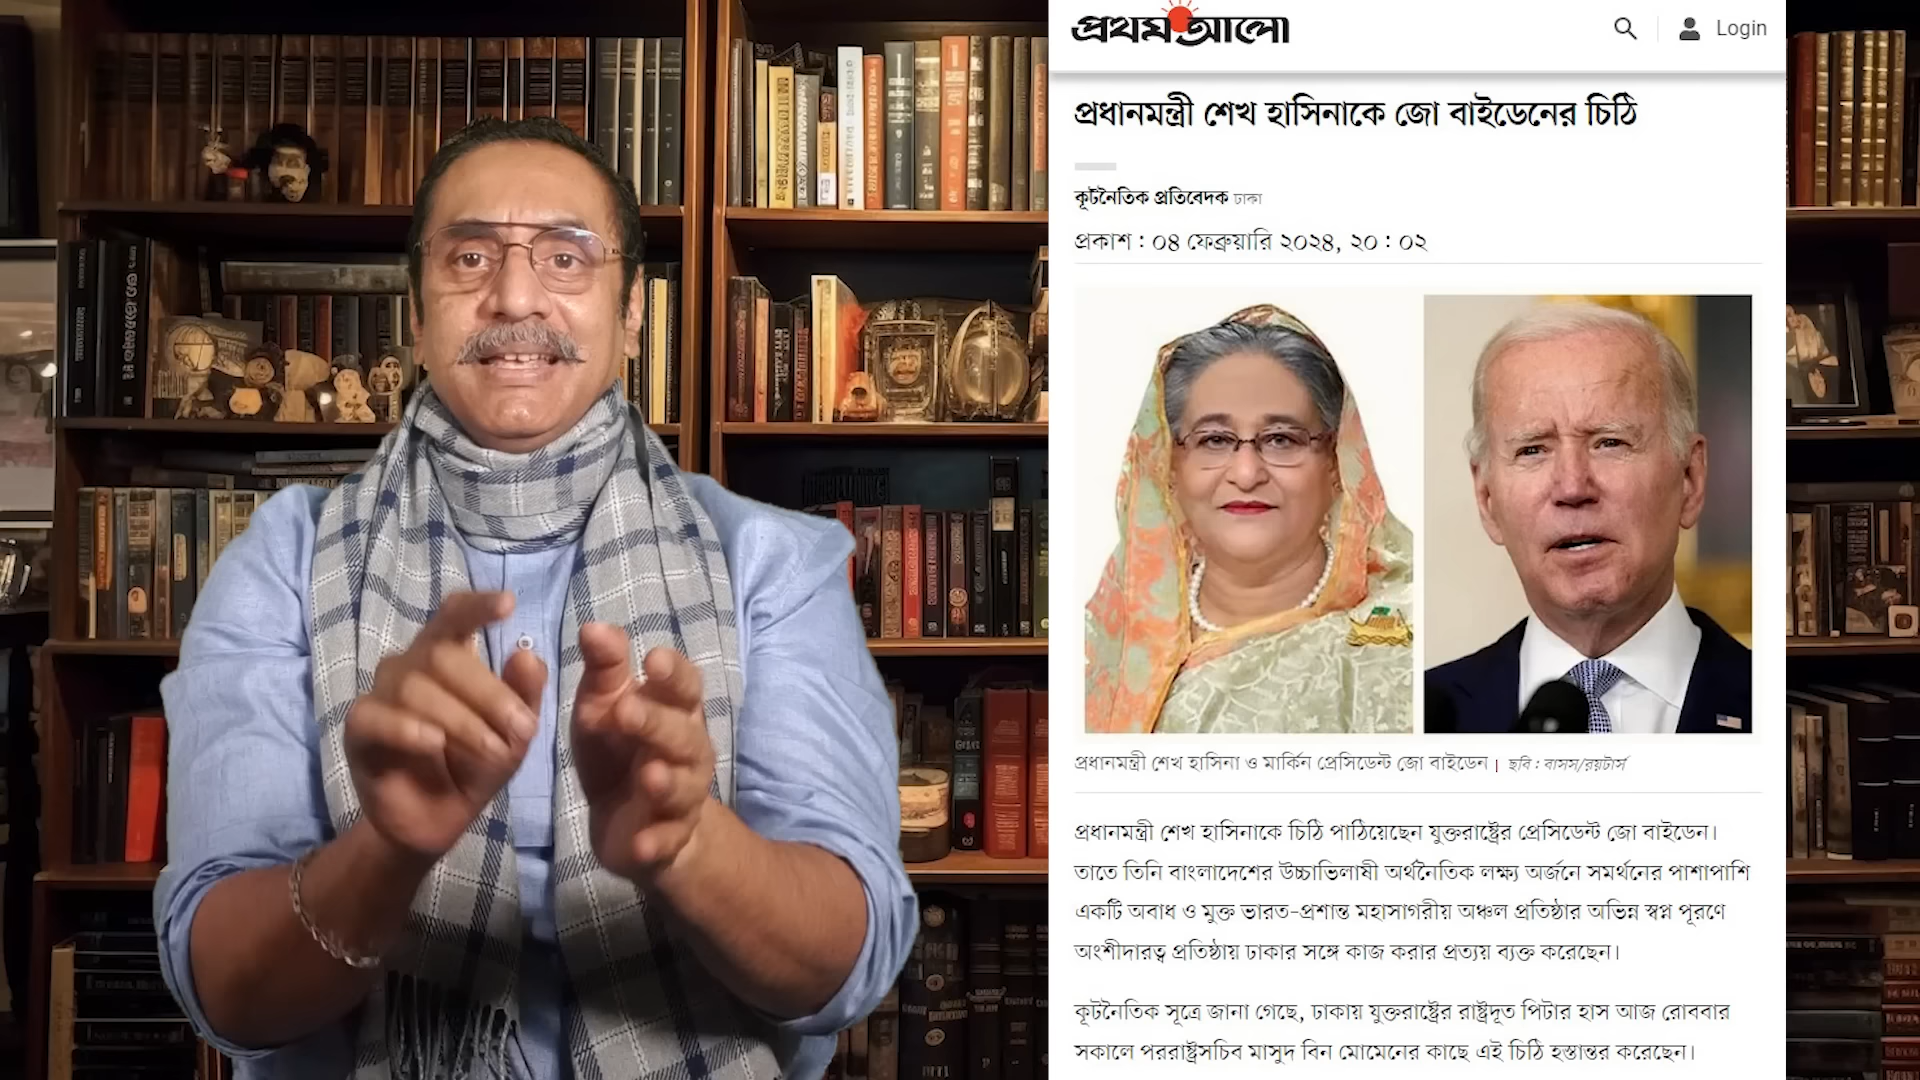 প্রথম আলো
Login
প্রধানমন্ত্রী শেখ হাসিনাকে জো বাইডেনের চিঠি
কূটনৈতিক প্রতিবেদক ঢাকা
প্রকাশ : ০৪ ফেব্রুয়ারি ২০২৪, ২০ : ০২
প্রধানমন্ত্রী শেখ হাসিনা ও মার্কিন প্রেসিডেন্ট জো বাইডেন। ছবি : বাসস/রয়টার্স
প্রধানমন্ত্রী শেখ হাসিনাকে চিঠি পাঠিয়েছেন যুক্তরাষ্ট্রের প্রেসিডেন্ট জো বাইডেন।
তাতে তিনি বাংলাদেশের উচ্চাভিলাষী অর্থনৈতিক লক্ষ্য অর্জনে সমর্থনের পাশাপাশি
একটি অবাধ ও মুক্ত ভারত-প্রশান্ত মহাসাগরীয় অঞ্চল প্রতিষ্ঠার অভিন্ন স্বপ্ন পূরণে
অংশীদারত্ব প্রতিষ্ঠায় ঢাকার সঙ্গে কাজ করার প্রত্যয় ব্যক্ত করেছেন।
কূটনৈতিক সূত্রে জানা গেছে, ঢাকায় যুক্তরাষ্ট্রের রাষ্ট্রদূত পিটার হাস আজ রোববার
সকালে পররাষ্ট্রসচিব মাসুদ বিন মোমেনের কাছে এই চিঠি হস্তান্তর করেছেন।